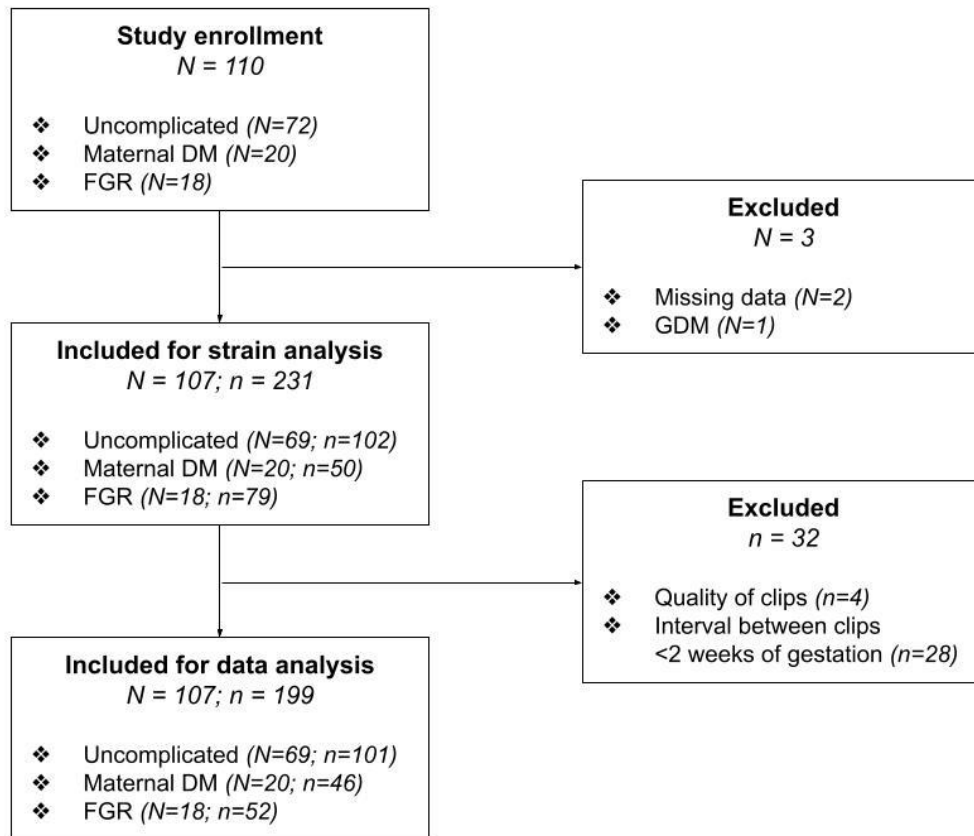 Study enrollment
N = 110
❖ Uncomplicated (N=72)
❖ Maternal DM (N=20)
❖ FGR (N=18)
Excluded
N = 3
❖ Missing data (N=2)
❖ GDM (N=1)
Included for strain analysis
N = 107; n = 231
❖ Uncomplicated (N=69; n=102)
❖ Maternal DM (N=20; n=50)
❖ FGR (N=18; n=79)
Excluded
n = 32
❖ Quality of clips (n=4)
❖ Interval between clips
<2 weeks of gestation (n=28)
Included for data analysis
N = 107; n = 199
❖ Uncomplicated (N=69; n=101)
❖ Maternal DM (N=20; n=46)
❖ FGR (N=18; n=52)